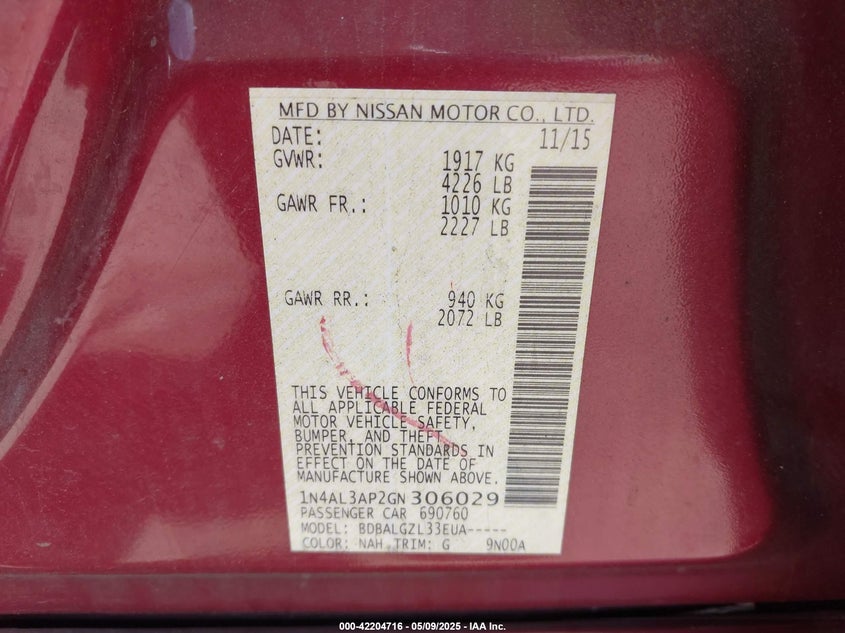 MFD BY NISSAN MOTOR CO., LTD.
DATE: 11/15
GVWR: 1917 KG
4226 LB
GAWR FR.: 1010 KG
2227 LB
GAWR RR.: 940 KG
2072 LB
THIS VEHICLE CONFORMS TO
ALL APPLICABLE FEDERAL
MOTOR VEHICLE SAFETY,
BUMPER, AND THEFT
PREVENTION STANDARDS IN
EFFECT ON THE DATE OF
MANUFACTURE SHOWN ABOVE.
1N4AL3AP2GN306029
PASSENGER CAR 690760
MODEL: BDBALGZL33EUA-----
COLOR: NAH TRIM: G 9N00A
000-42204716 - 05/09/2025 - IAA Inc.